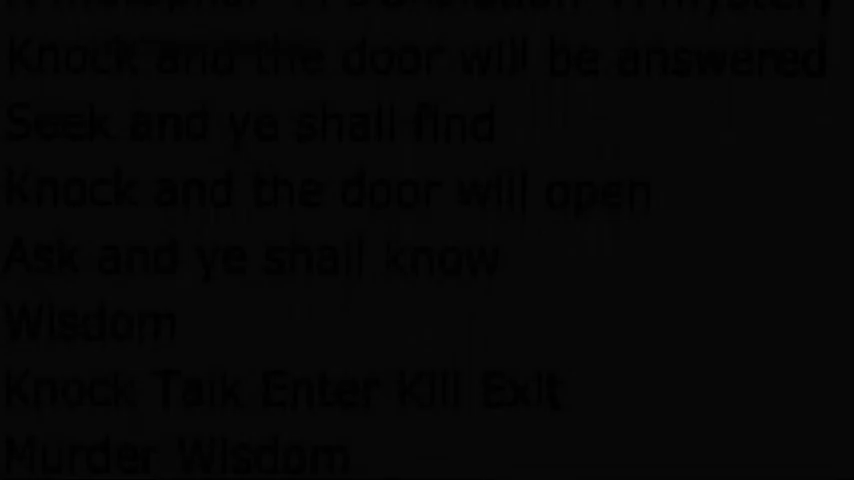 Knock and the door will be answered
Seek and ye shall find
Knock and the door will open
Ask and ye shall know
Wisdom
Knock Talk Enter Kill Exit
Murder Wisdom